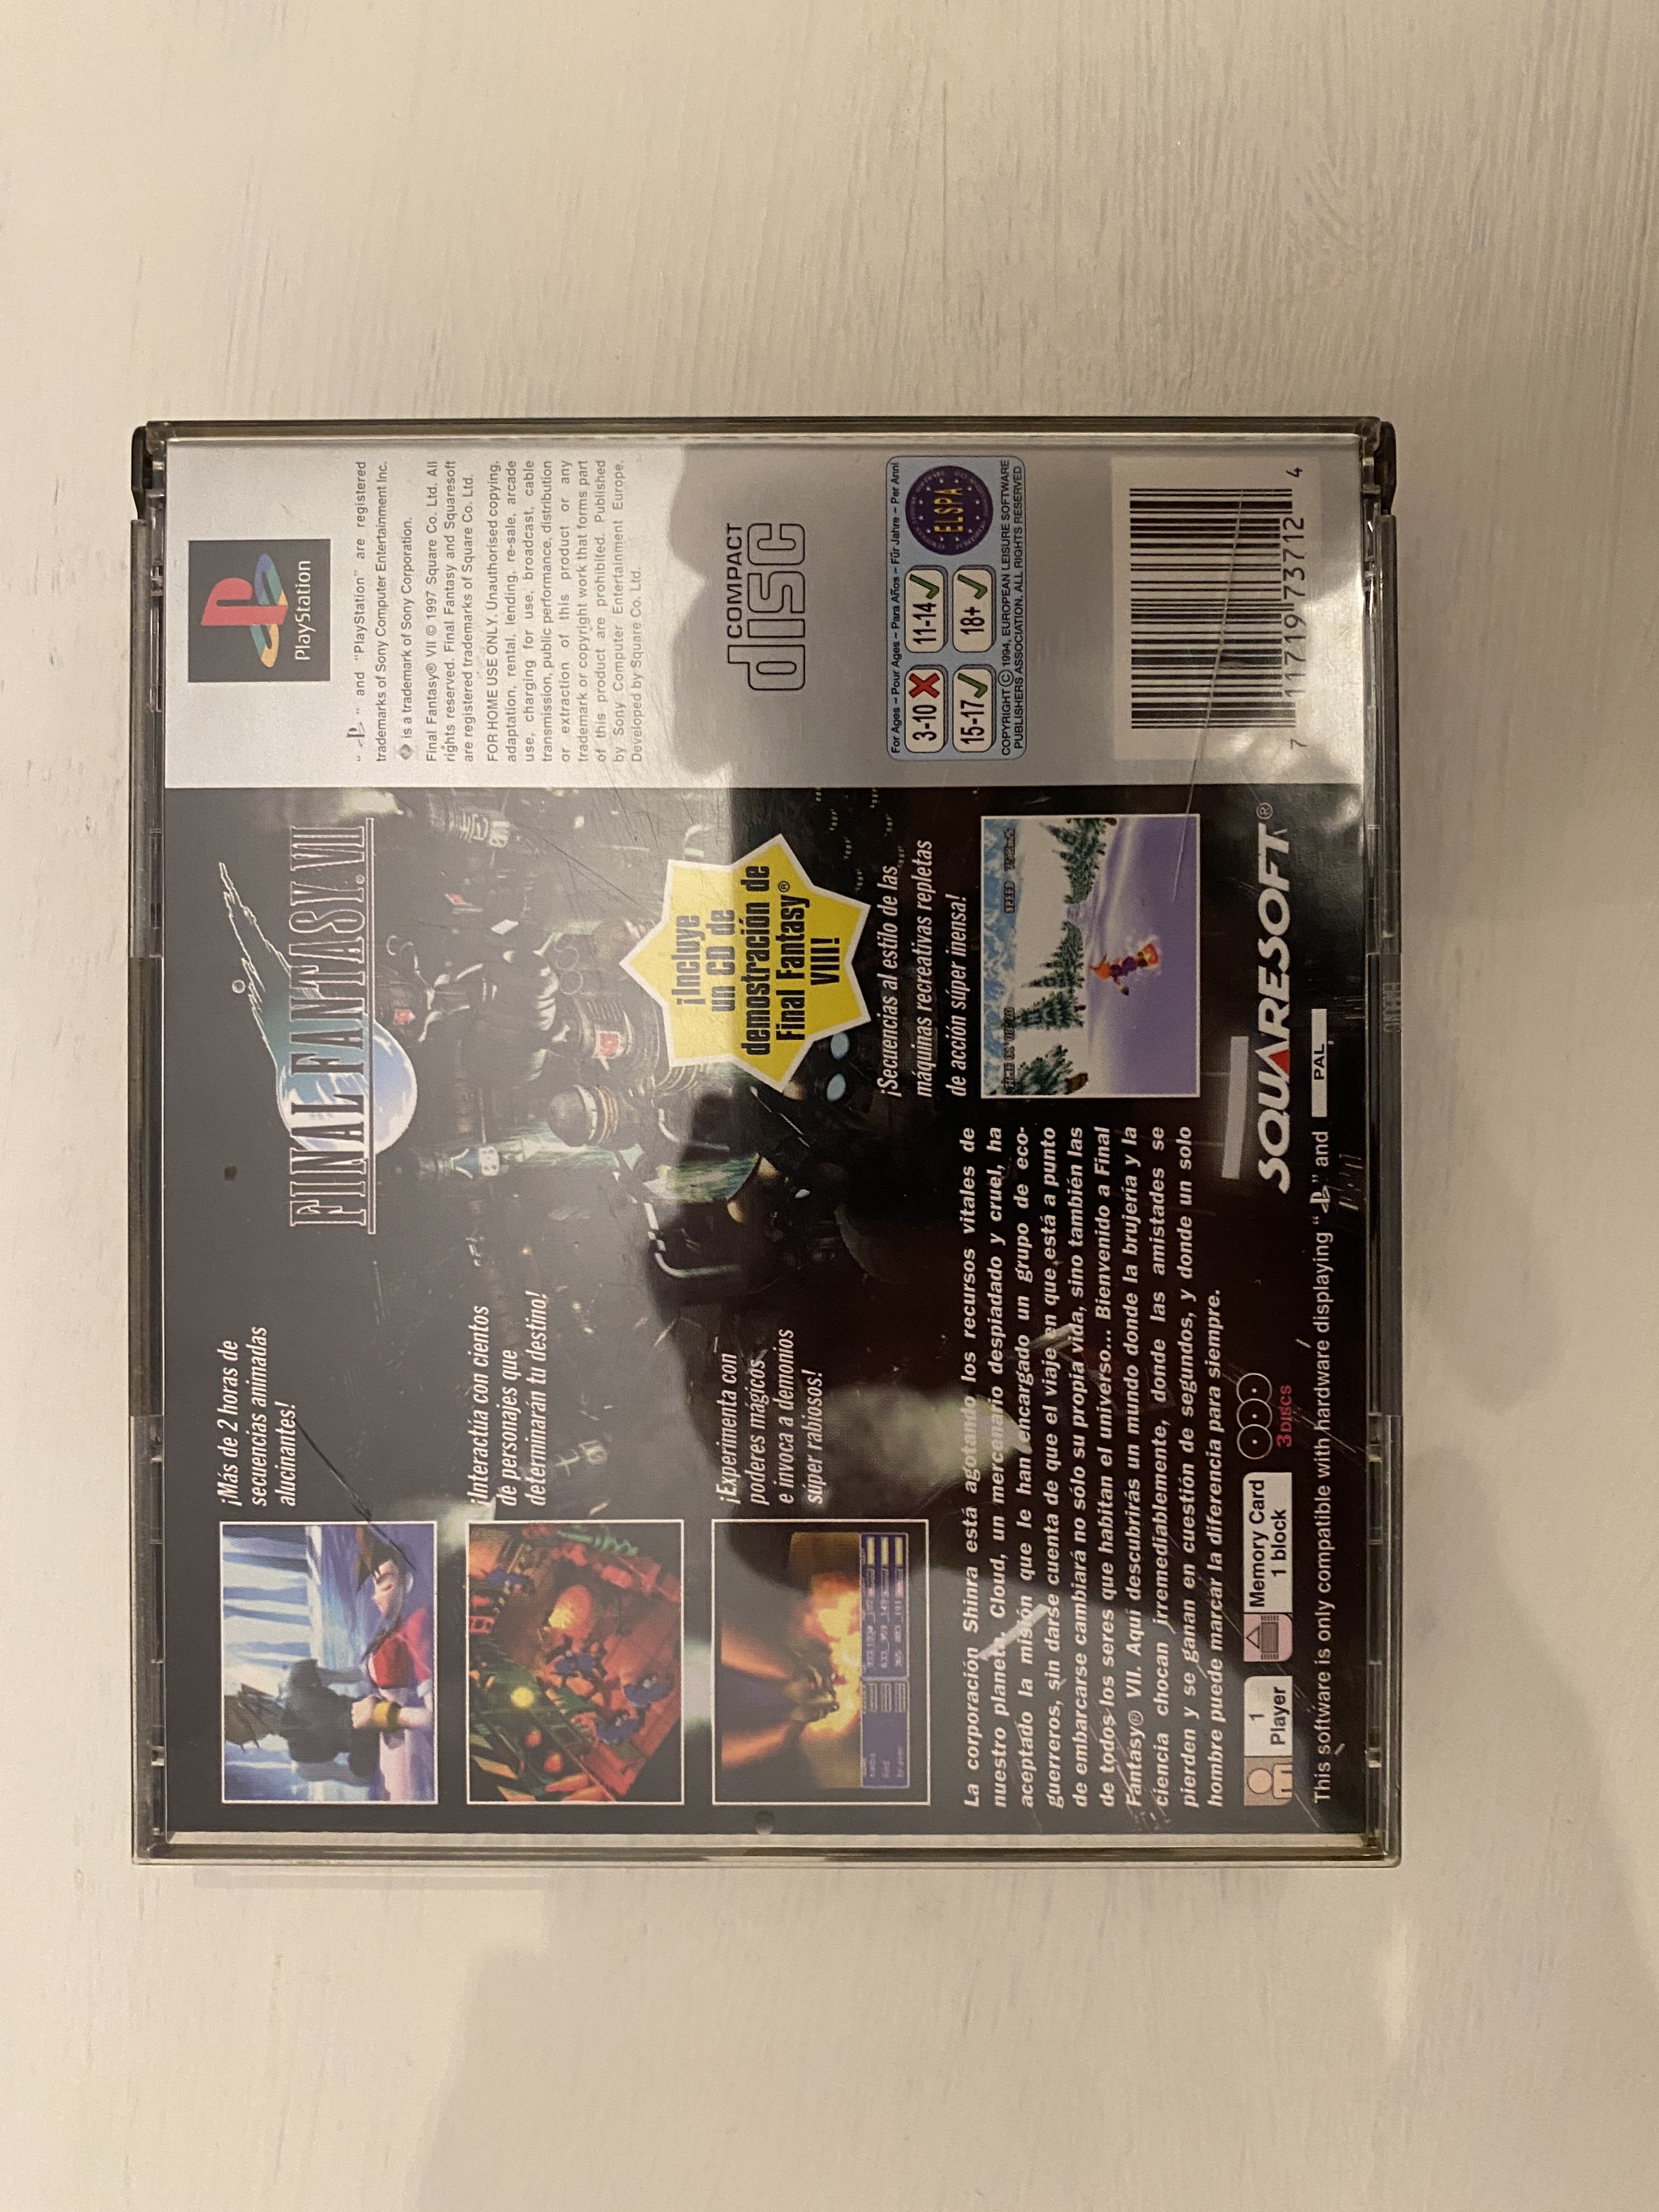 ¡Más de 2 horas de
secuencias animadas
alucinantes!
¡Interactúa con cientos
de personajes que
determinarán tu destino!
¡Experimenta con
poderes mágicos
e invoca a demonios
súper rabiosos!
FINAL FANTASY® VII
¡Incluye
un CD de
demostración de
Final Fantasy®
VIII!
¡Secuencias al estilo de las
máquinas recreativas repletas
de acción súper inensa!
La corporación Shinra está agotando los recursos vitales de
nuestro planeta. Cloud, un mercenario despiadado y cruel, ha
aceptado la misión que le han encargado un grupo de eco-
guerreros, sin darse cuenta de que el viaje en que está a punto
de embarcarse cambiará no sólo su propia vida, sino también las
de todos los seres que habitan el universo... Bienvenido a Final
Fantasy® VII. Aquí descubrirás un mundo donde la brujería y la
ciencia chocan irremediablemente, donde las amistades se
pierden y se ganan en cuestión de segundos, y donde un solo
hombre puede marcar la diferencia para siempre.
1
Player
Memory Card
1 block
3 DISCS
SQUARESOFT®
This software is only compatible with hardware displaying " " and PAL
PlayStation
" " and "PlayStation" are registered
trademarks of Sony Computer Entertainment Inc.
is a trademark of Sony Corporation.
Final Fantasy® VII © 1997 Square Co. Ltd. All
rights reserved. Final Fantasy and Squaresoft
are registered trademarks of Square Co. Ltd.
FOR HOME USE ONLY. Unauthorised copying,
adaptation, rental, lending, re-sale, arcade
use, charging for use, broadcast, cable
transmission, public performance, distribution
or extraction of this product or any
trademark or copyright work that forms part
of this product are prohibited. Published
by Sony Computer Entertainment Europe.
Developed by Square Co. Ltd.
COMPACT
disc
For Ages – Pour Ages – Para Años – Für Jahre – Per Anni
3-10 11-14
15-17 18+
ELSPA
COPYRIGHT © 1994, EUROPEAN LEISURE SOFTWARE
PUBLISHERS ASSOCIATION. ALL RIGHTS RESERVED
7 11719 73712 4